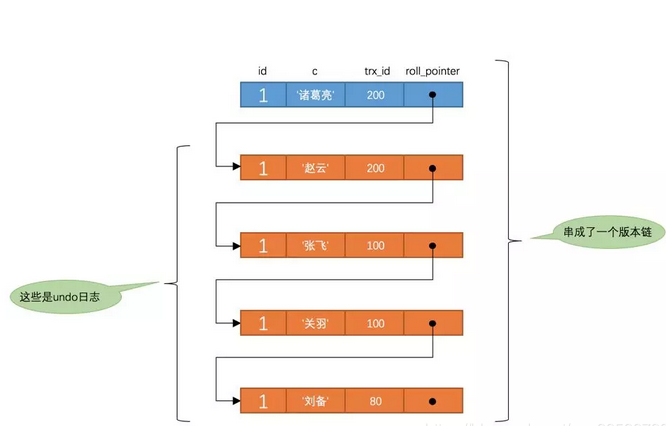 id c trx_id roll_pointer
1 '诸葛亮' 200
1 '赵云' 200
1 '张飞' 100
串成了一个版本链
这些是undo日志
1 '关羽' 100
1 '刘备' 80